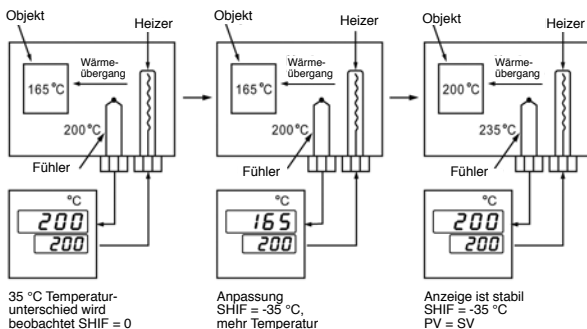 Objekt
Heizer
Wärme-
übergang
165 °C
200 °C
Fühler
°C
200
200
35 °C Temperatur-
unterschied wird
beobachtet SHIF = 0
Objekt
Heizer
Wärme-
übergang
165 °C
200 °C
Fühler
°C
165
200
Anpassung
SHIF = -35 °C,
mehr Temperatur
Objekt
Heizer
Wärme-
übergang
200 °C
235 °C
Fühler
°C
200
200
Anzeige ist stabil
SHIF = -35 °C
PV = SV